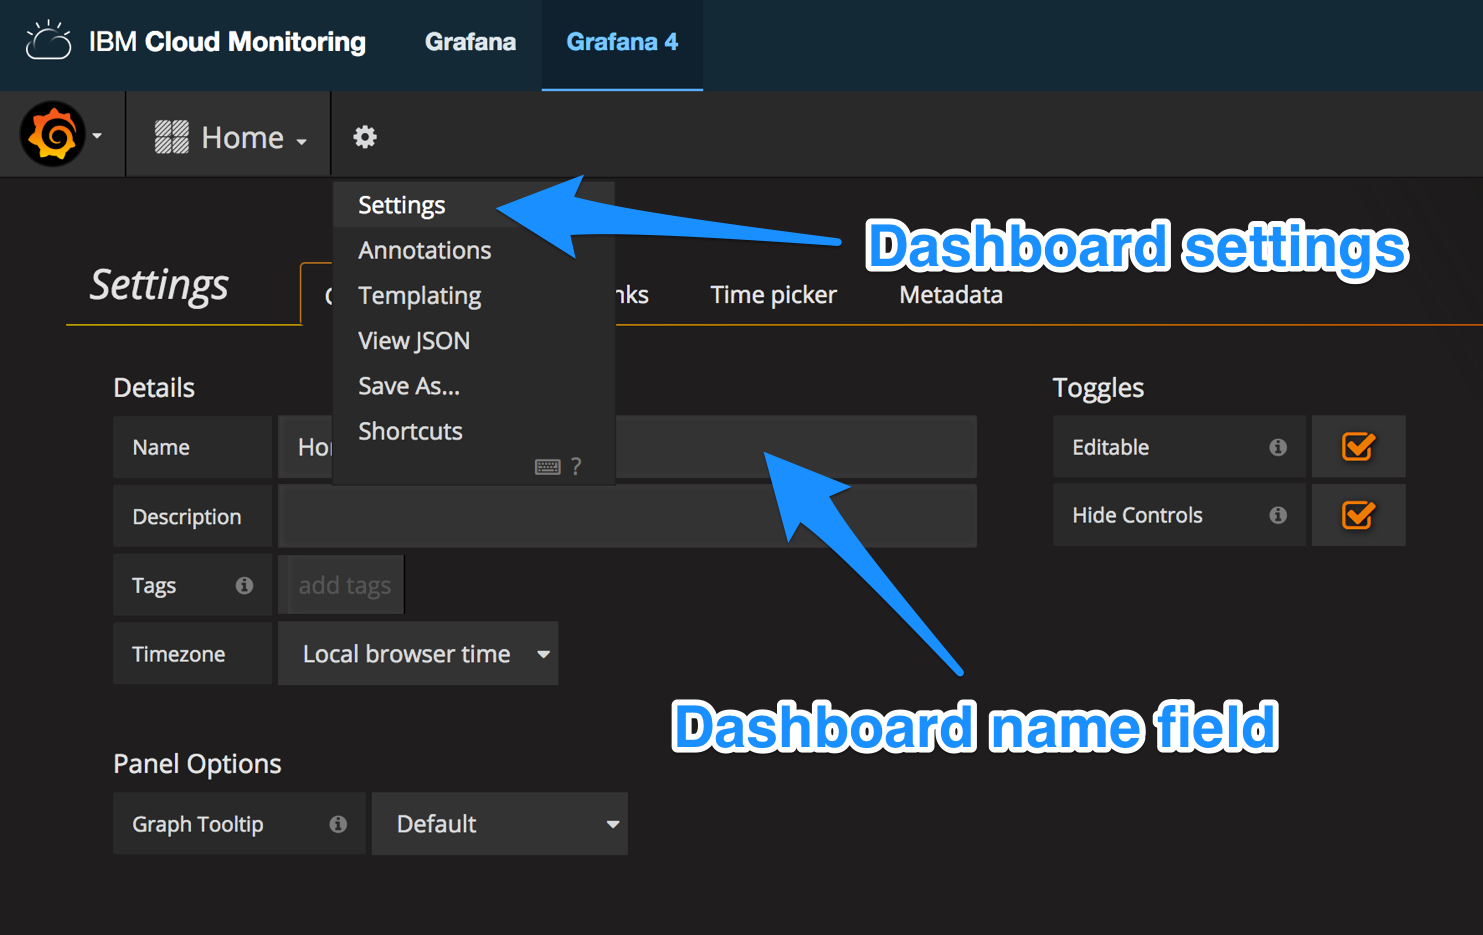 IBM Cloud Monitoring Grafana Grafana 4
Home
Settings
Annotations
Templating
View JSON
Save As...
Shortcuts
?
Dashboard settings
Settings
Time picker Metadata
Details
Toggles
Name
Editable
Description
Hide Controls
Tags add tags
Timezone Local browser time
Dashboard name field
Panel Options
Graph Tooltip Default